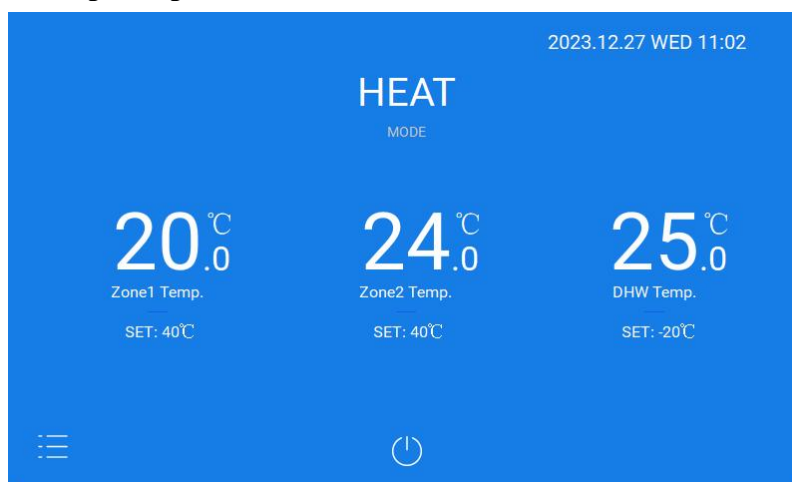 2023.12.27 WED 11:02
HEAT
MODE
20.0℃ 24.0℃ 25.0℃
Zone1 Temp. Zone2 Temp. DHW Temp.
SET: 40℃ SET: 40℃ SET: -20℃